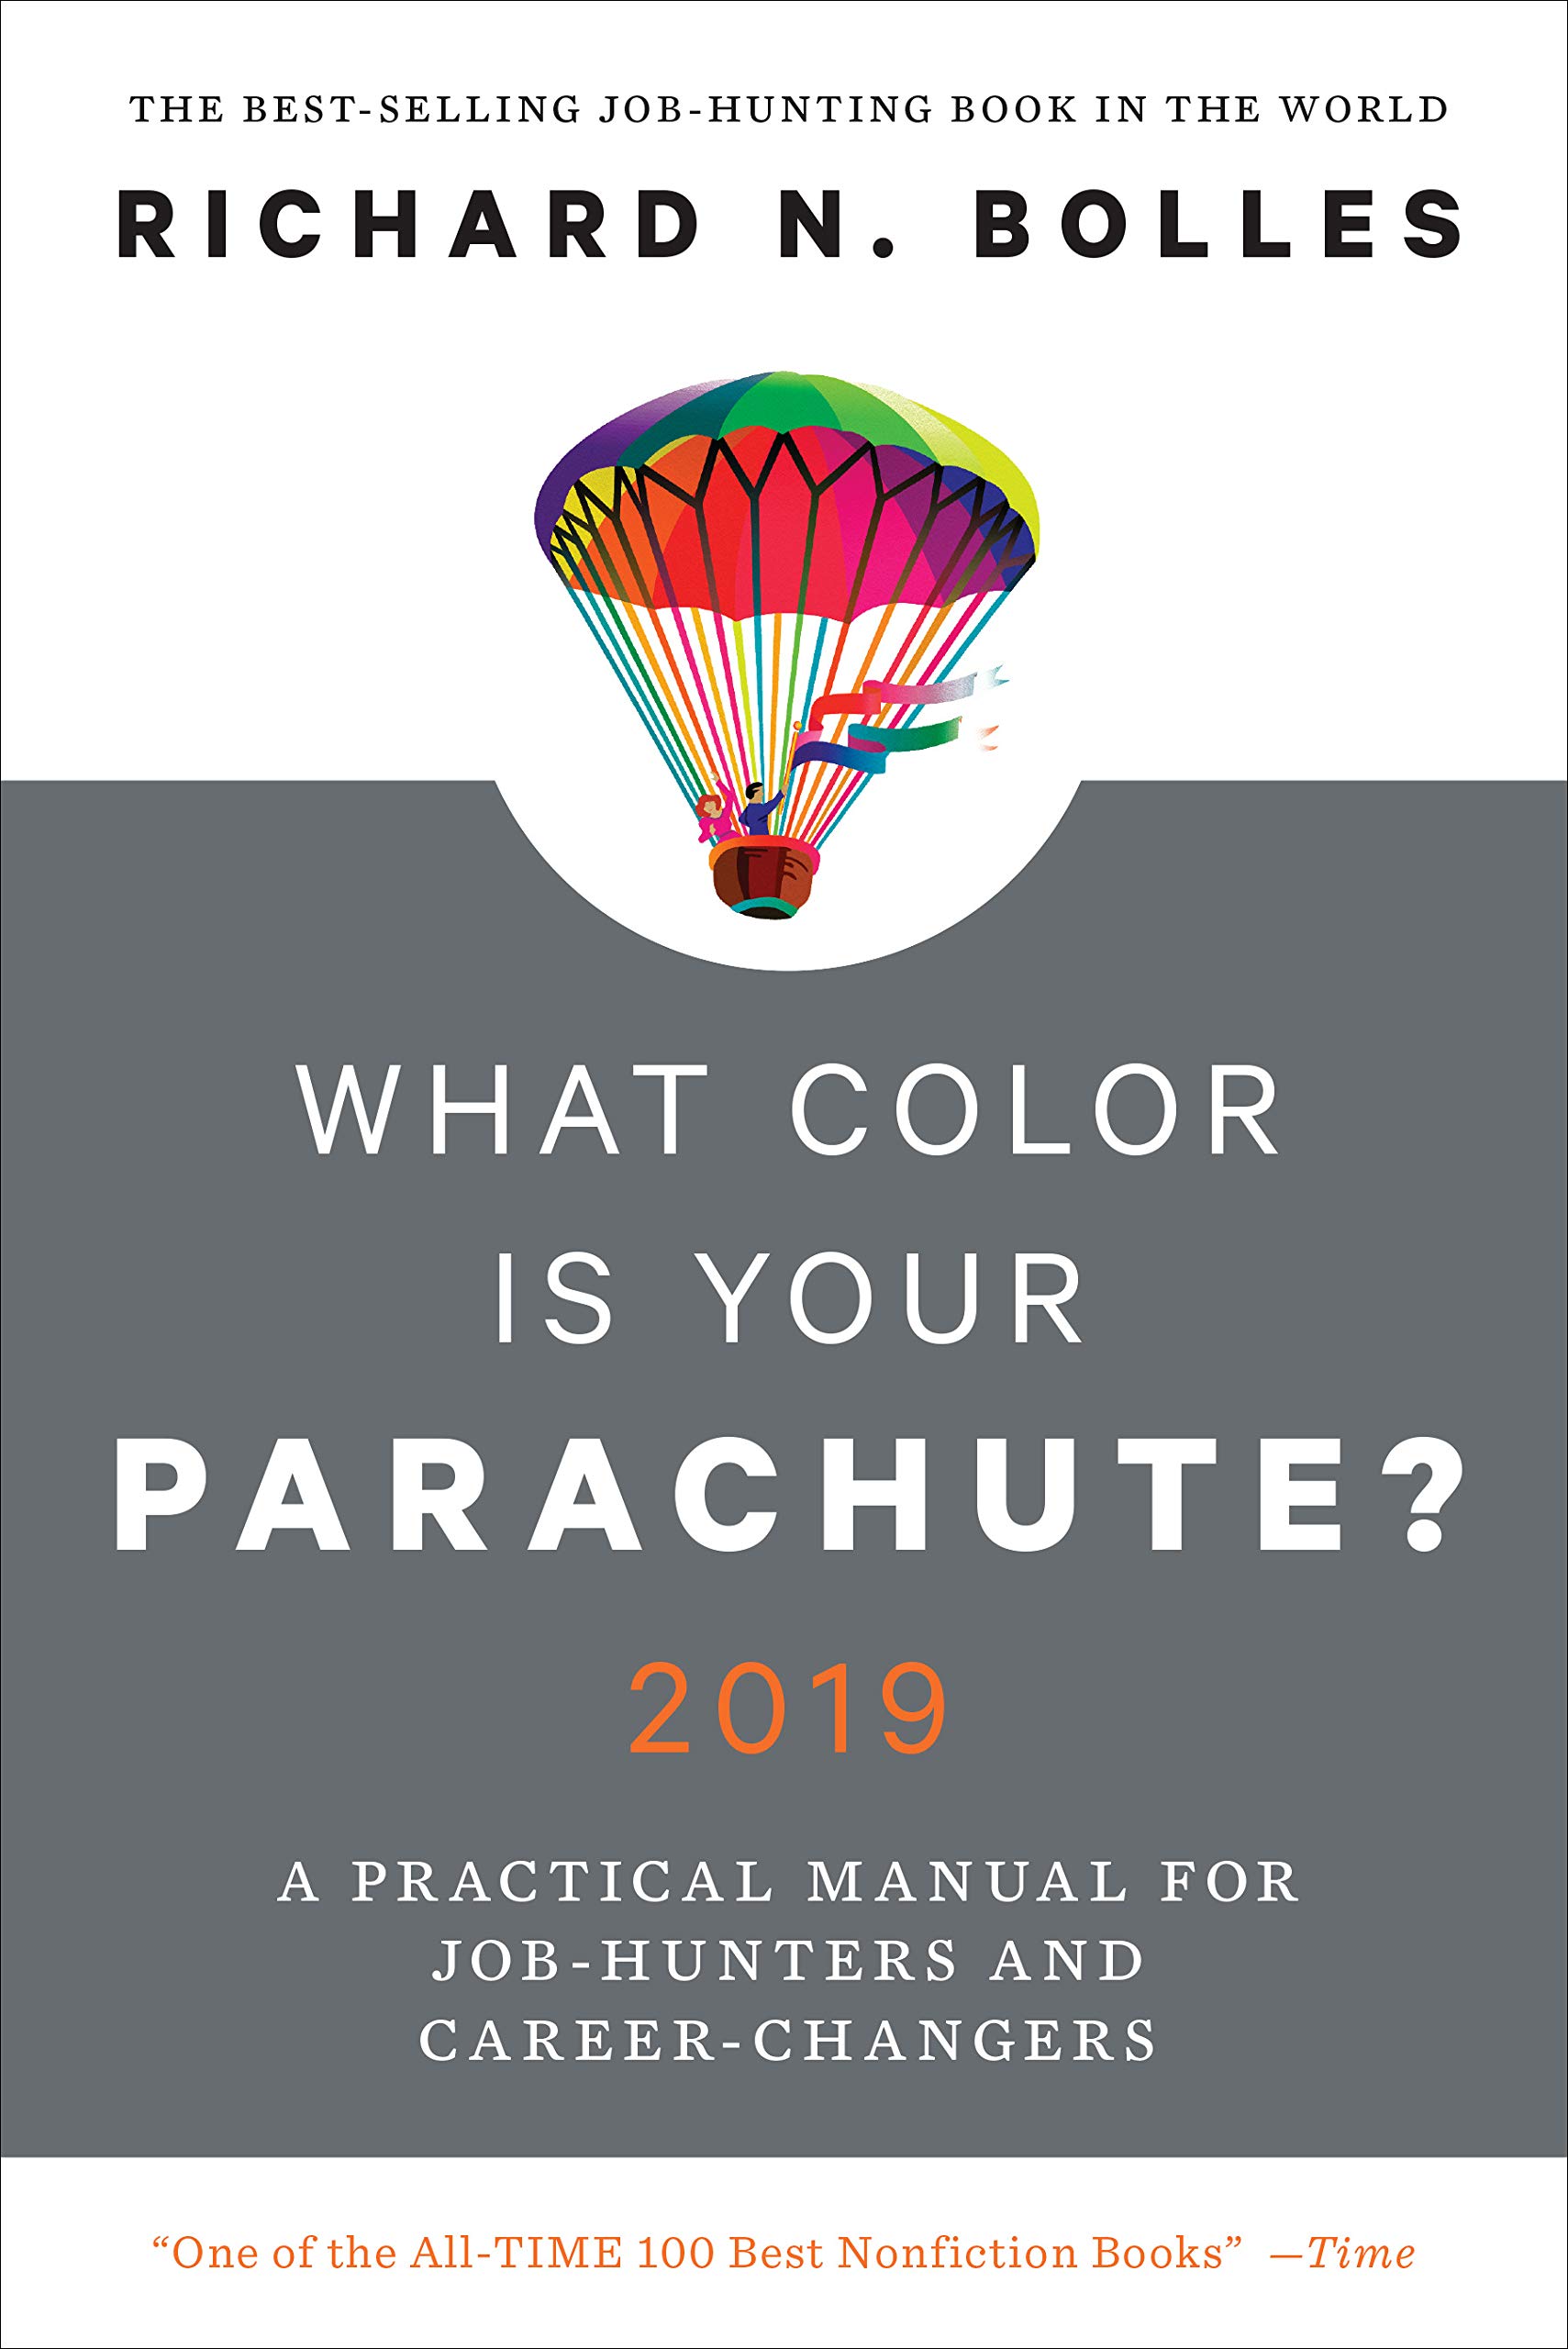 THE BEST-SELLING JOB-HUNTING BOOK IN THE WORLD
RICHARD N. BOLLES
WHAT COLOR
IS YOUR
PARACHUTE?
2019
A PRACTICAL MANUAL FOR
JOB-HUNTERS AND
CAREER-CHANGERS
“One of the All-TIME 100 Best Nonfiction Books” —Time